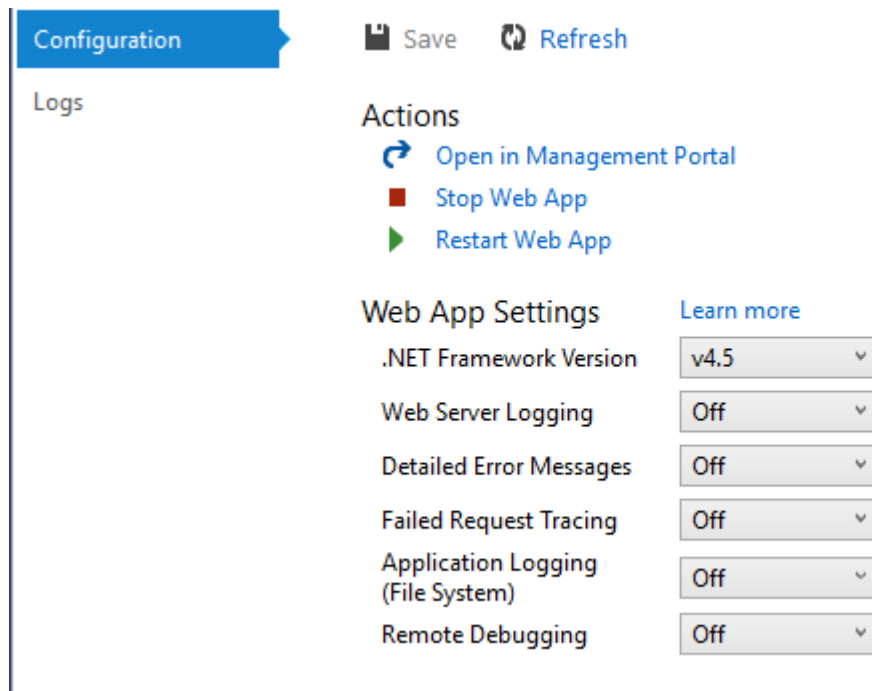 Configuration
Save Refresh
Logs
Actions
Open in Management Portal
Stop Web App
Restart Web App
Web App Settings Learn more
.NET Framework Version v4.5
Web Server Logging Off
Detailed Error Messages Off
Failed Request Tracing Off
Application Logging
(File System) Off
Remote Debugging Off